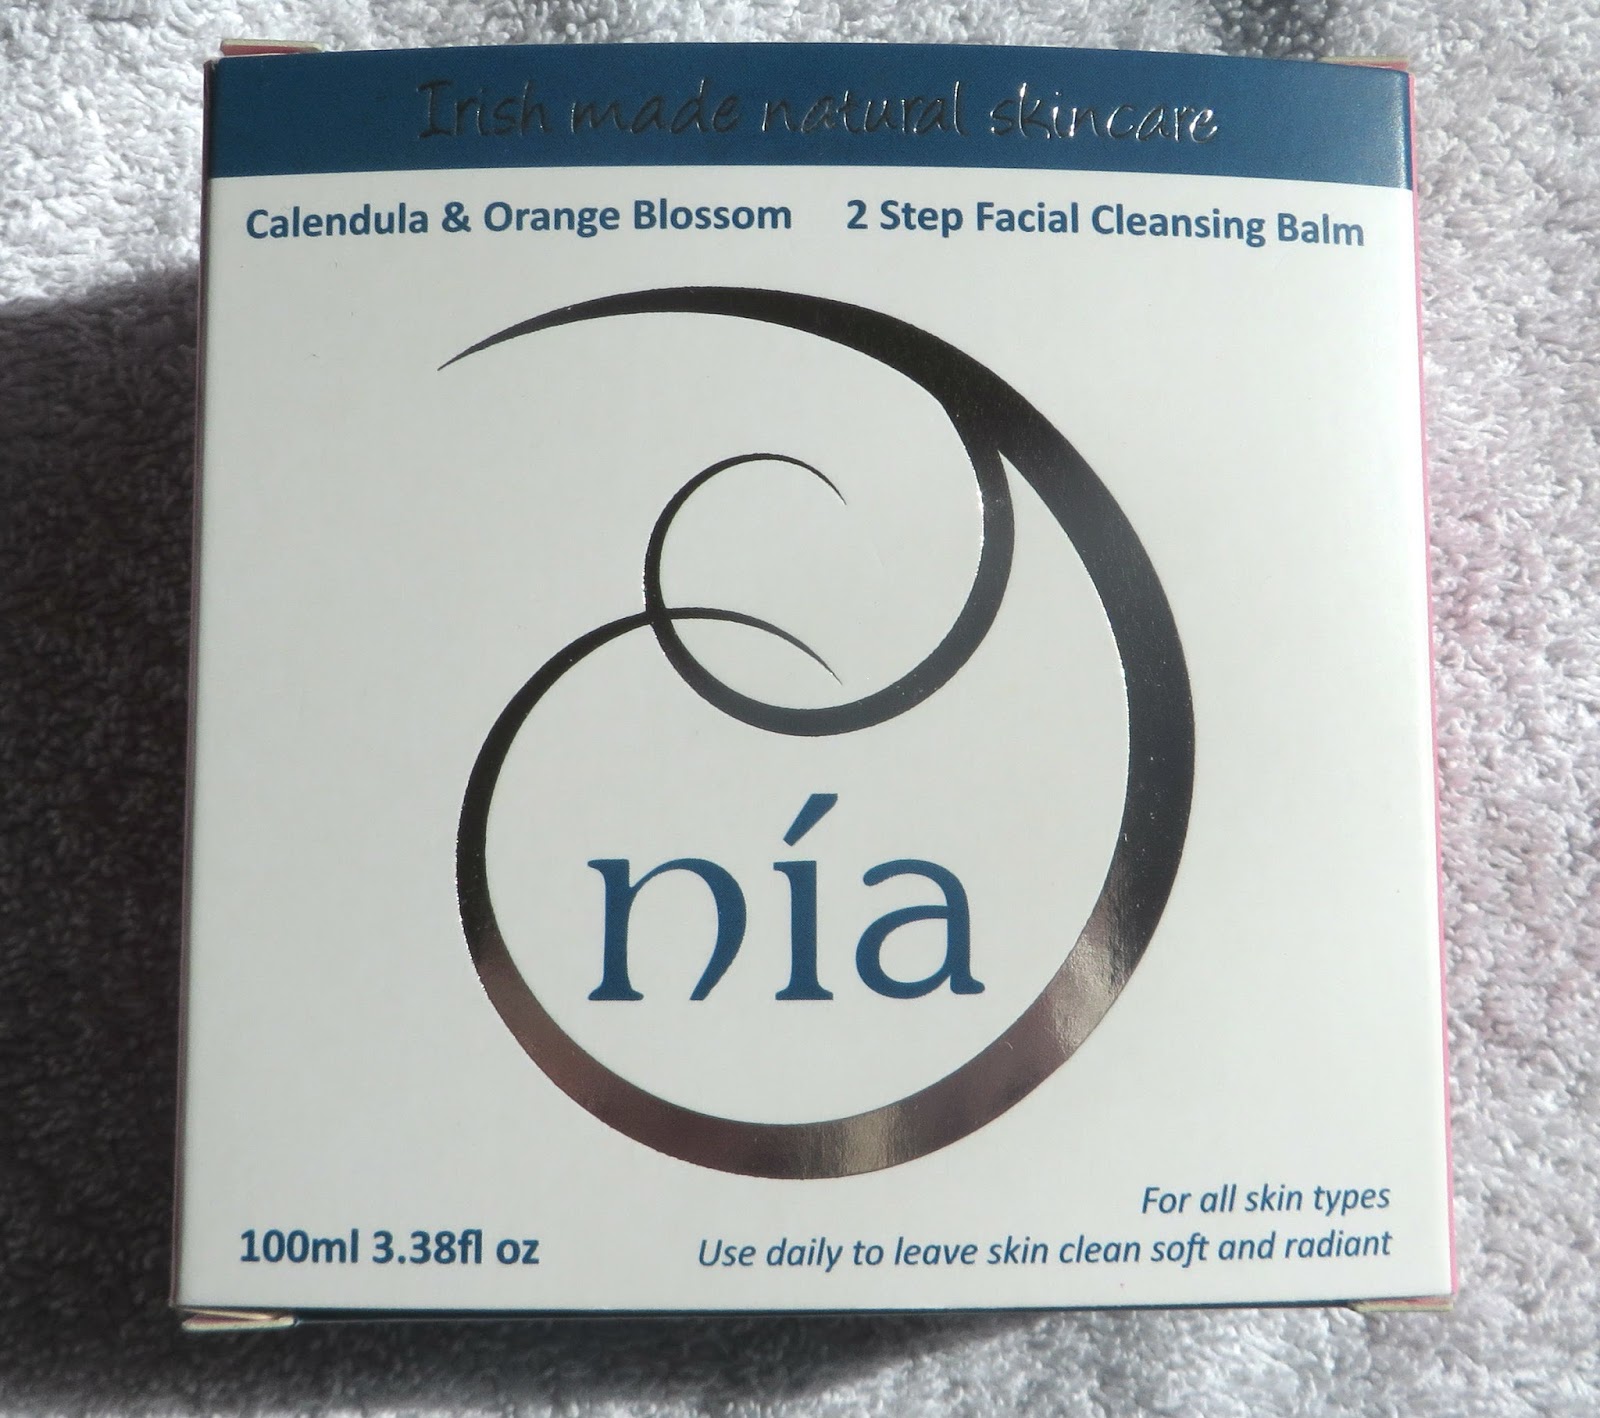 Irish made natural skincare
Calendula & Orange Blossom 2 Step Facial Cleansing Balm
nía
For all skin types
100ml 3.38fl oz Use daily to leave skin clean soft and radiant